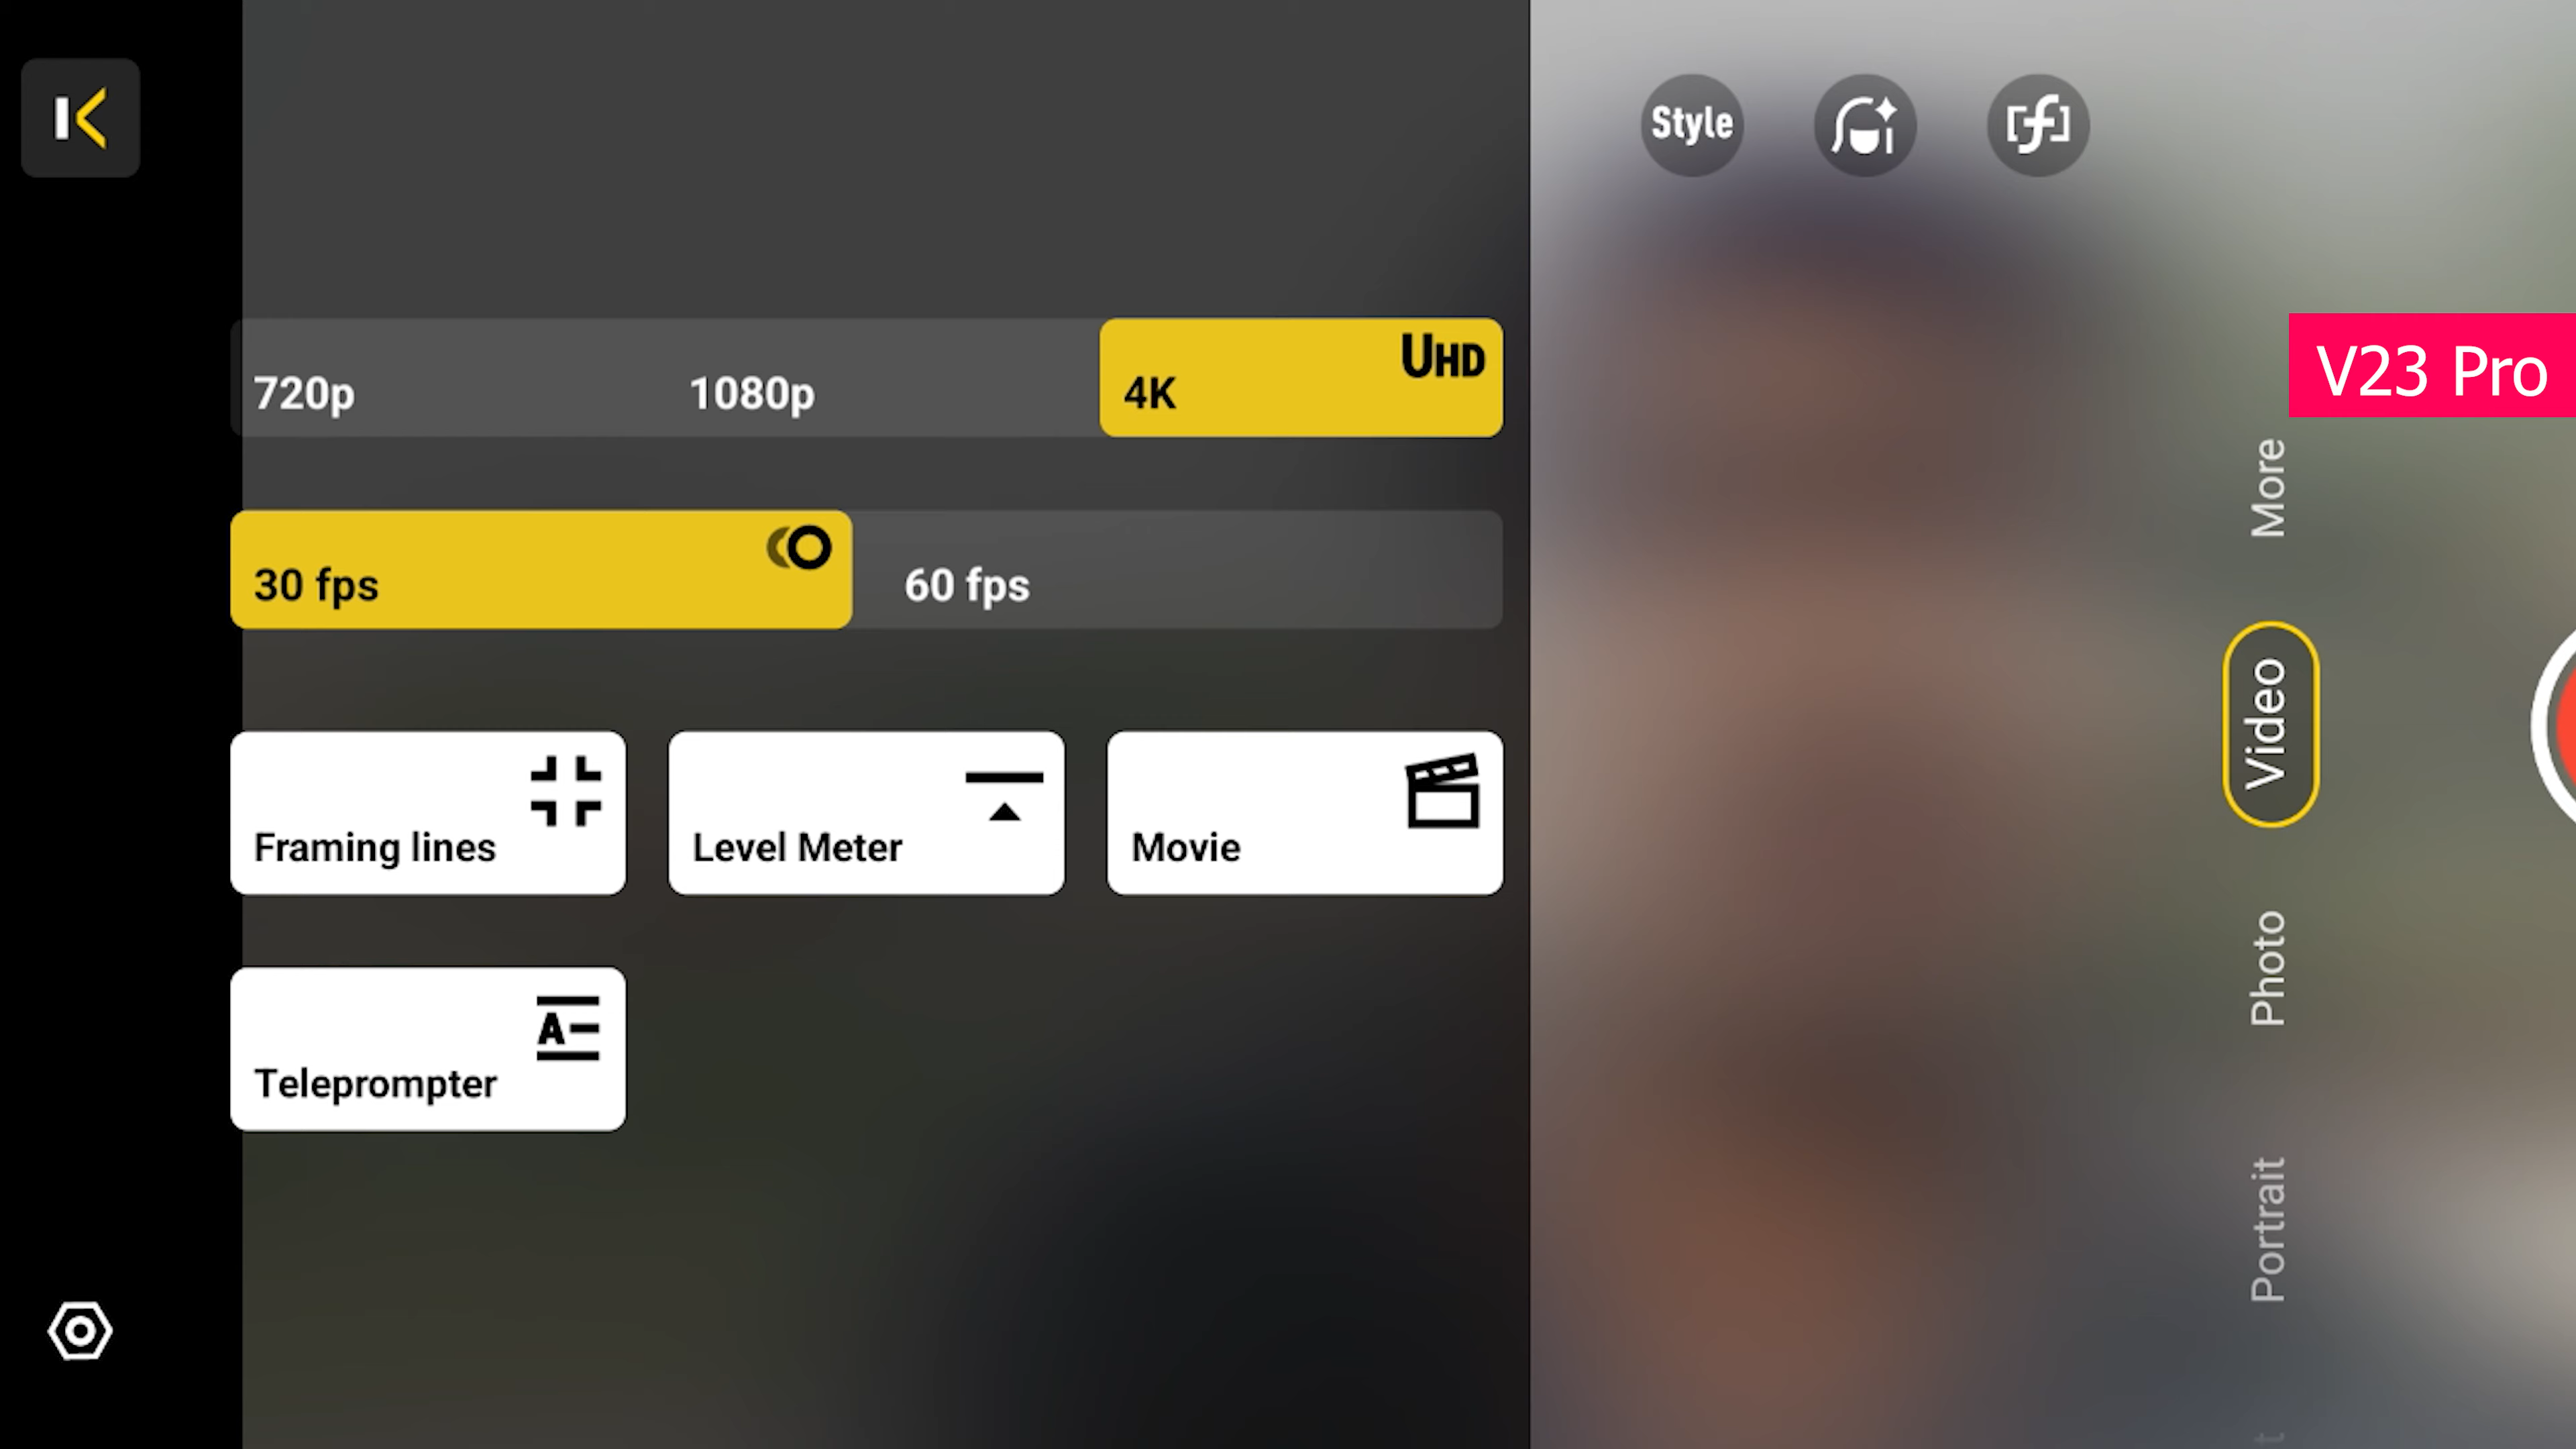 Style
720p
1080p
4K
UHD
V23 Pro
30 fps
60 fps
More
Video
Framing lines
Level Meter
Movie
Photo
Teleprompter
A
Portrait